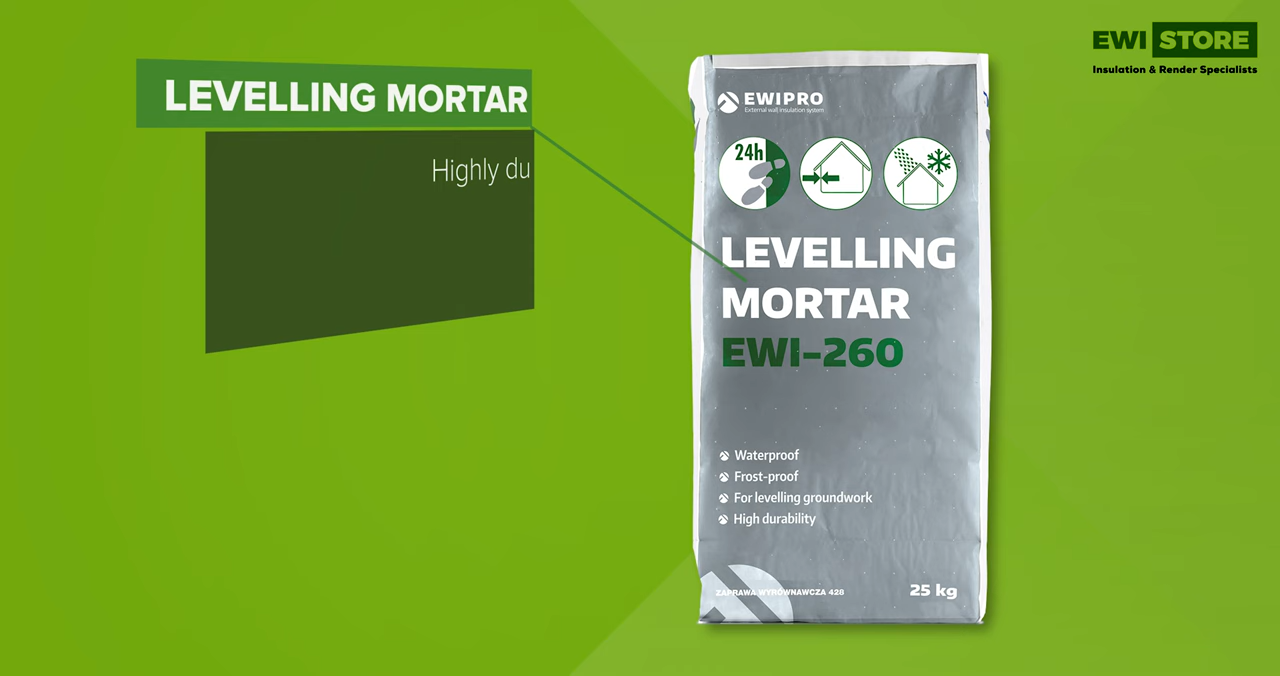 EWI STORE
Insulation & Render Specialists
LEVELLING MORTAR
Highly du
EWIPRO
External wall insulation system
24h
LEVELLING
MORTAR
EWI-260
Waterproof
Frost-proof
For levelling groundwork
High durability
ZAPRAWA WYRÓWNAWCZA 428
25 kg